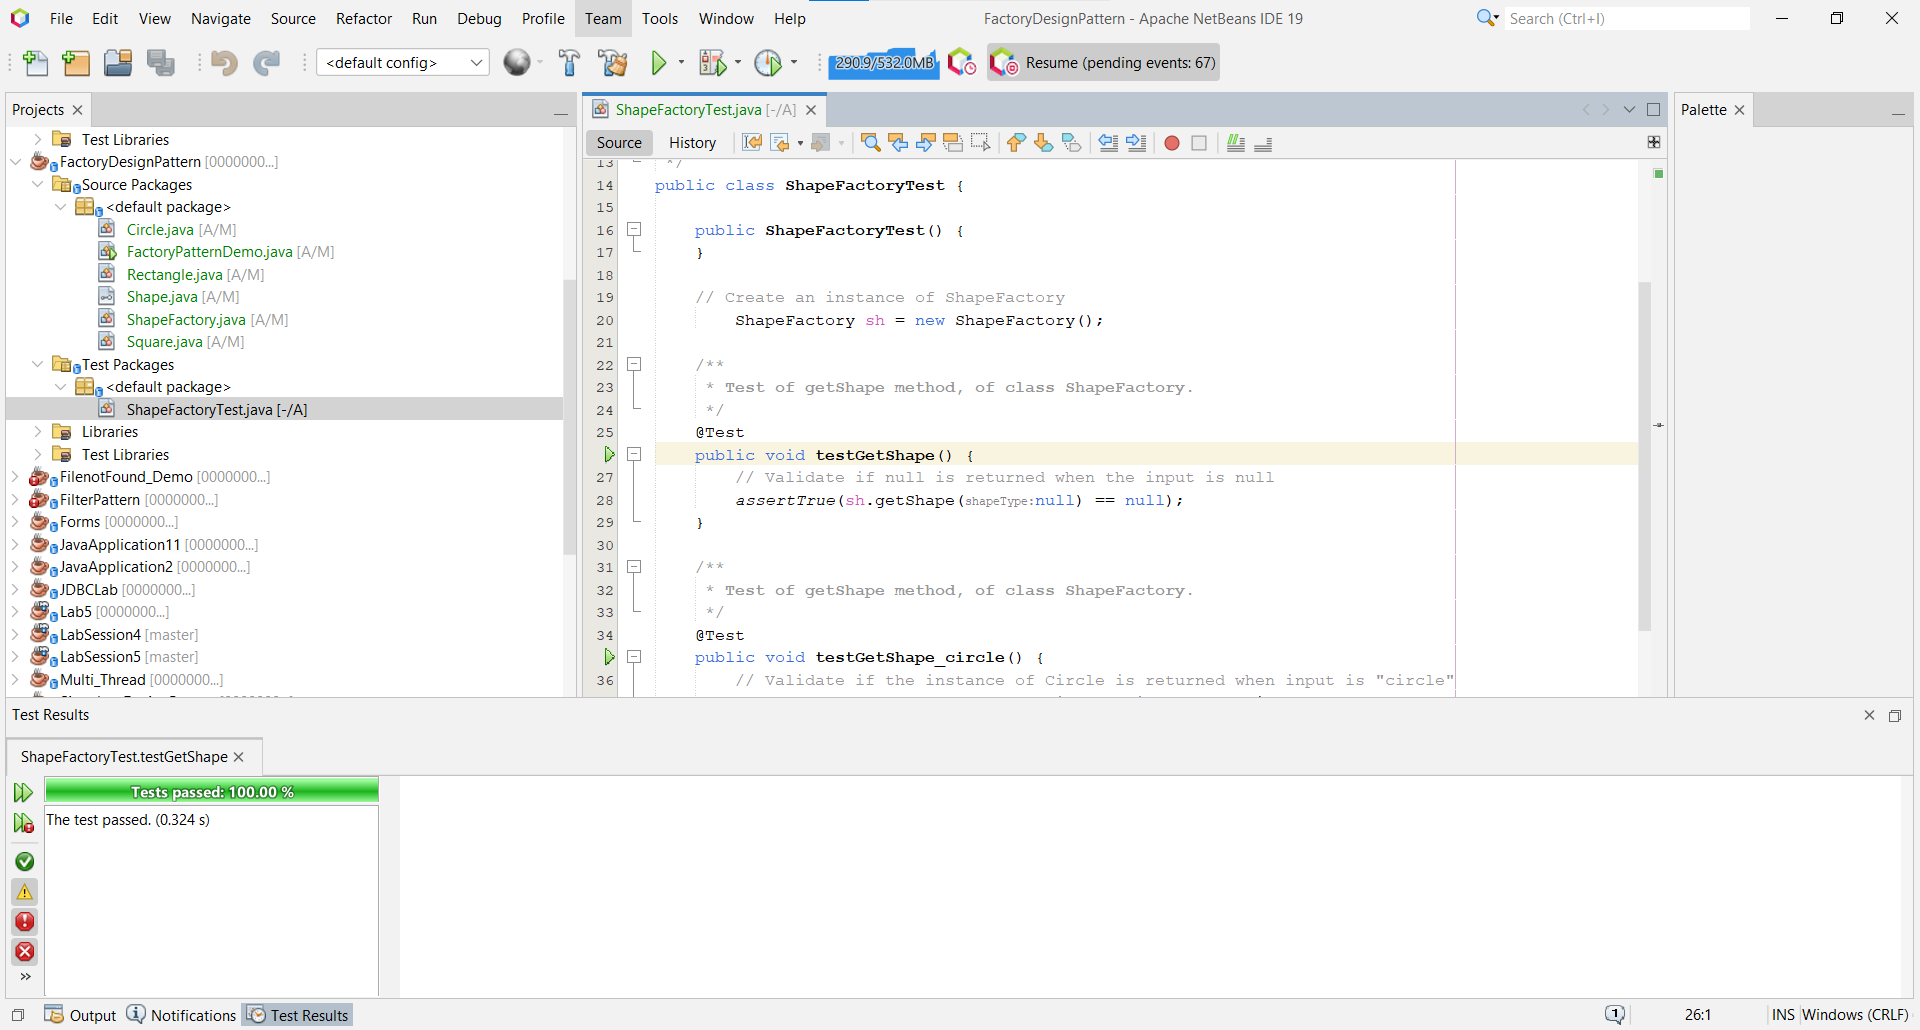 File Edit View Navigate Source Refactor Run Debug Profile Team Tools Window Help
FactoryDesignPattern - Apache NetBeans IDE 19
Search (Ctrl+I)
<default config>
290.9/532.0MB
Resume (pending events: 67)
Projects
Test Libraries
FactoryDesignPattern [0000000...]
Source Packages
<default package>
Circle.java [A/M]
FactoryPatternDemo.java [A/M]
Rectangle.java [A/M]
Shape.java [A/M]
ShapeFactory.java [A/M]
Square.java [A/M]
Test Packages
<default package>
ShapeFactoryTest.java [-/A]
Libraries
Test Libraries
FilenotFound_Demo [0000000...]
FilterPattern [0000000...]
Forms [0000000...]
JavaApplication11 [0000000...]
JavaApplication2 [0000000...]
JDBCLab [0000000...]
Lab5 [0000000...]
LabSession4 [master]
LabSession5 [master]
Multi_Thread [0000000...]
ShapeFactoryTest.java [-/A]
Source History
13 */
14 public class ShapeFactoryTest {
15
16 public ShapeFactoryTest() {
17 }
18
19 // Create an instance of ShapeFactory
20 ShapeFactory sh = new ShapeFactory();
21
22 /**
23 * Test of getShape method, of class ShapeFactory.
24 */
25 @Test
public void testGetShape() {
27 // Validate if null is returned when the input is null
28 assertTrue(sh.getShape(shapeType:null) == null);
29 }
30
31 /**
32 * Test of getShape method, of class ShapeFactory.
33 */
34 @Test
public void testGetShape_circle() {
36 // Validate if the instance of Circle is returned when input is "circle"
Palette
Test Results
ShapeFactoryTest.testGetShape
Tests passed: 100.00 %
The test passed. (0.324 s)
Output Notifications Test Results
1
26:1
INS Windows (CRLF)